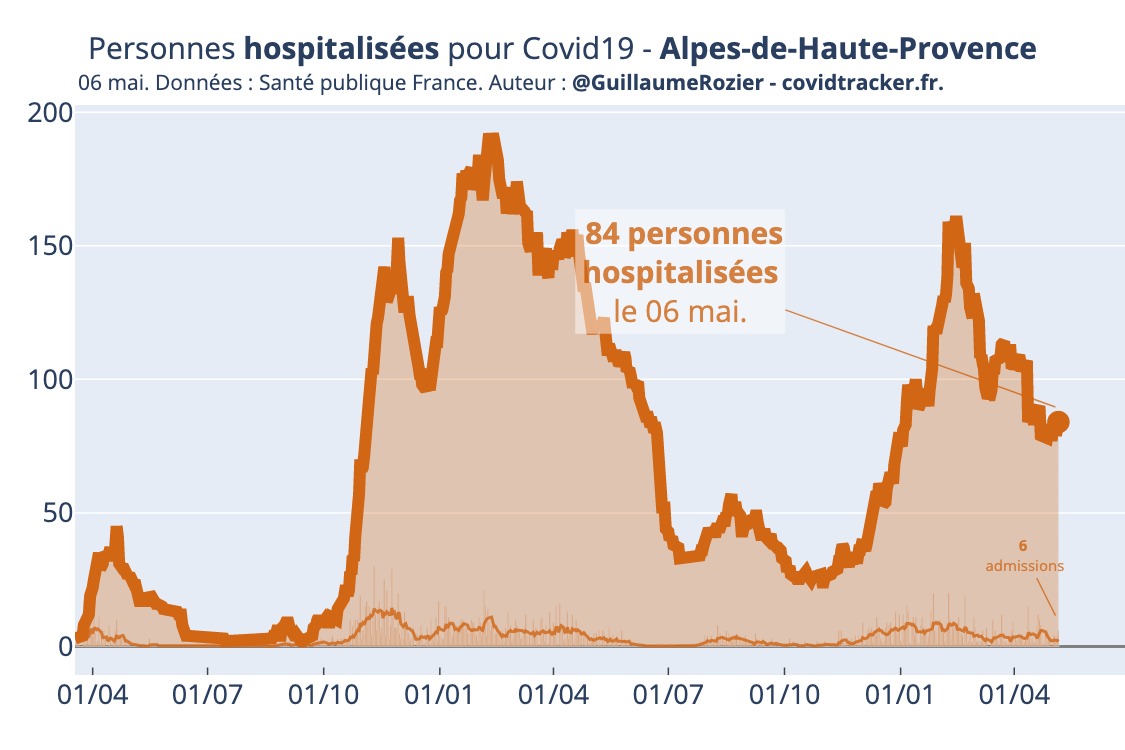 Personnes hospitalisées pour Covid19 - Alpes-de-Haute-Provence
06 mai. Données : Santé publique France. Auteur : @GuillaumeRozier - covidtracker.fr.
200
150
100
50
0
84 personnes
hospitalisées
le 06 mai.
6
admissions
01/04
01/07
01/10
01/01
01/04
01/07
01/10
01/01
01/04